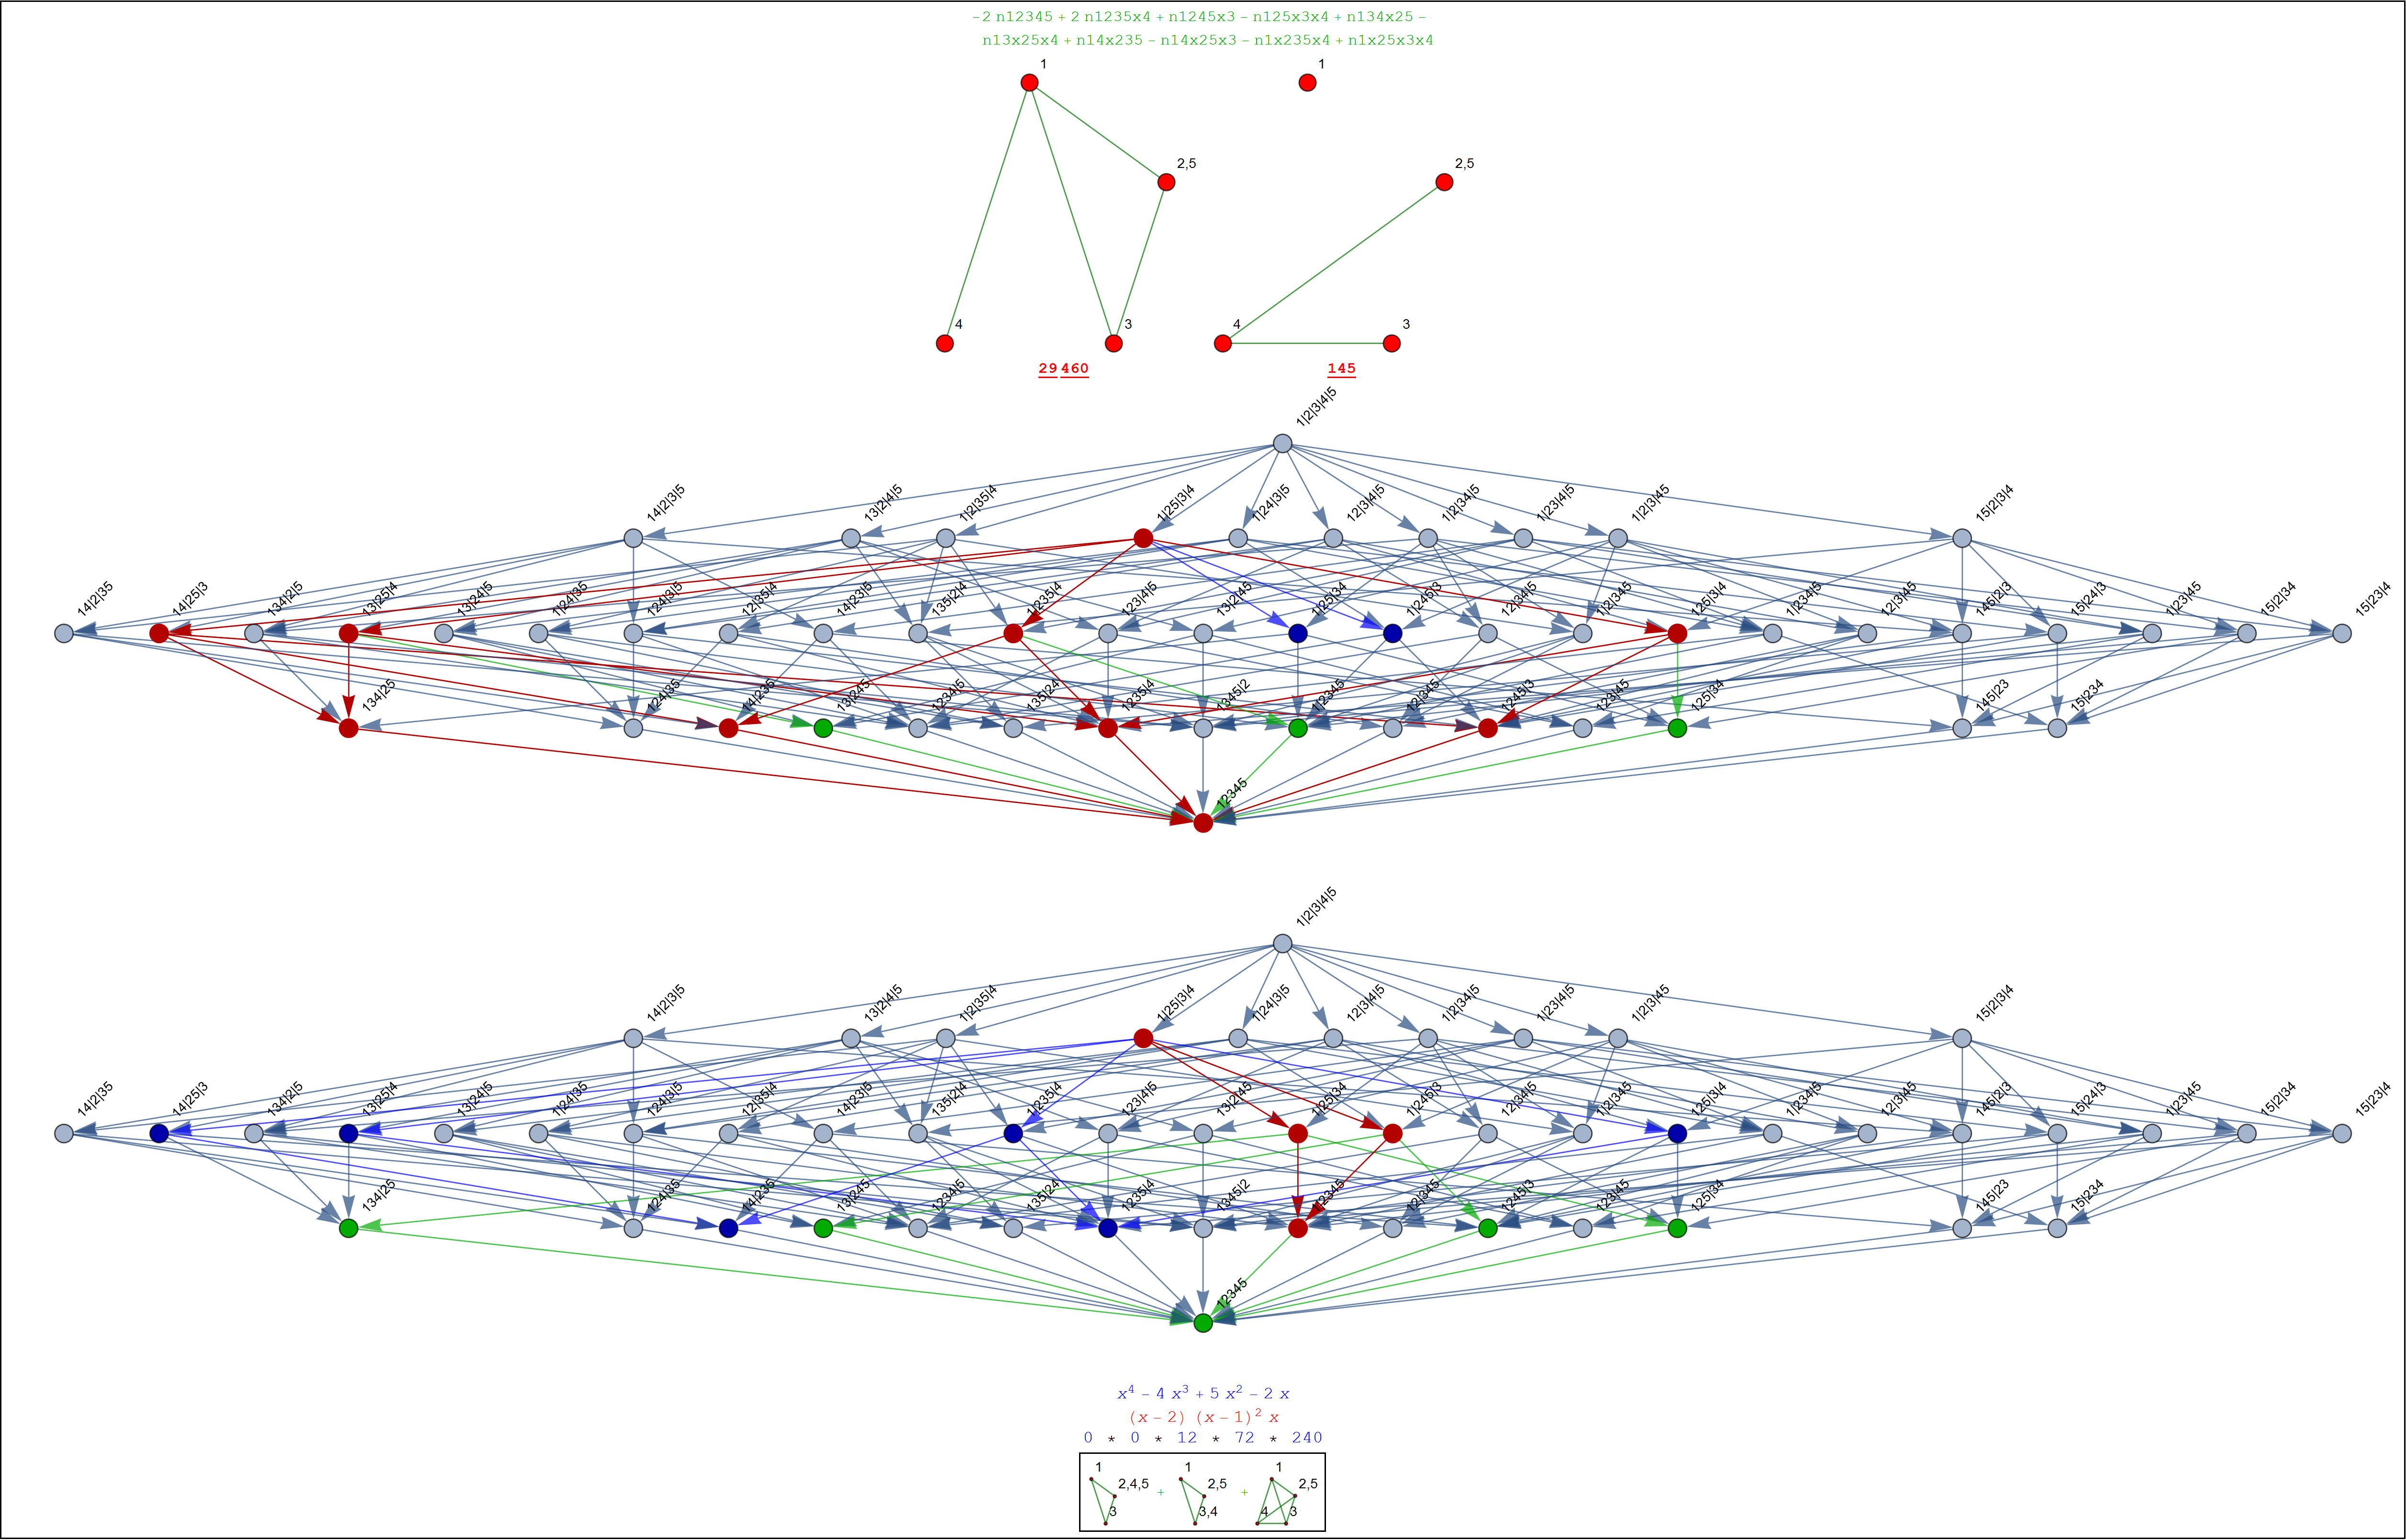 -2 n12345 + 2 n1235x4 + n1245x3 - n125x3x4 + n134x25 -
n13x25x4 + n14x235 - n14x25x3 - n1x235x4 + n1x25x3x4
1 1
2,5 2,5
4 3 4 3
29 460 145
1|2|3|4|5
14|2|3|5 13|2|4|5 1|2|35|4 1|25|3|4 1|24|3|5 12|3|4|5 1|2|34|5 1|23|4|5 1|2|3|45 15|2|3|4
14|2|35 14|25|3 134|2|5 13|25|4 13|24|5 1|24|35 124|3|5 12|35|4 14|23|5 135|2|4 1|235|4 123|4|5 13|2|45 1|25|34 1|245|3 12|34|5 1|2|345 125|3|4 1|234|5 12|3|45 145|2|3 15|24|3 1|23|45 15|2|34 15|23|4
134|25 124|35 14|235 13|245 1234|5 135|24 1235|4 1345|2 1|2345 12|345 1245|3 123|45 125|34 145|23 15|234
12345
1|2|3|4|5
14|2|3|5 13|2|4|5 1|2|35|4 1|25|3|4 1|24|3|5 12|3|4|5 1|2|34|5 1|23|4|5 1|2|3|45 15|2|3|4
14|2|35 14|25|3 134|2|5 13|25|4 13|24|5 1|24|35 124|3|5 12|35|4 14|23|5 135|2|4 1|235|4 123|4|5 13|2|45 1|25|34 1|245|3 12|34|5 1|2|345 125|3|4 1|234|5 12|3|45 145|2|3 15|24|3 1|23|45 15|2|34 15|23|4
134|25 124|35 14|235 13|245 1234|5 135|24 1235|4 1345|2 1|2345 12|345 1245|3 123|45 125|34 145|23 15|234
12345
x⁴ - 4 x³ + 5 x² - 2 x
(x - 2) (x - 1)² x
0 * 0 * 12 * 72 * 240
1 1 1
2,4,5 + 2,5 + 2,5
3 3,4 4 3